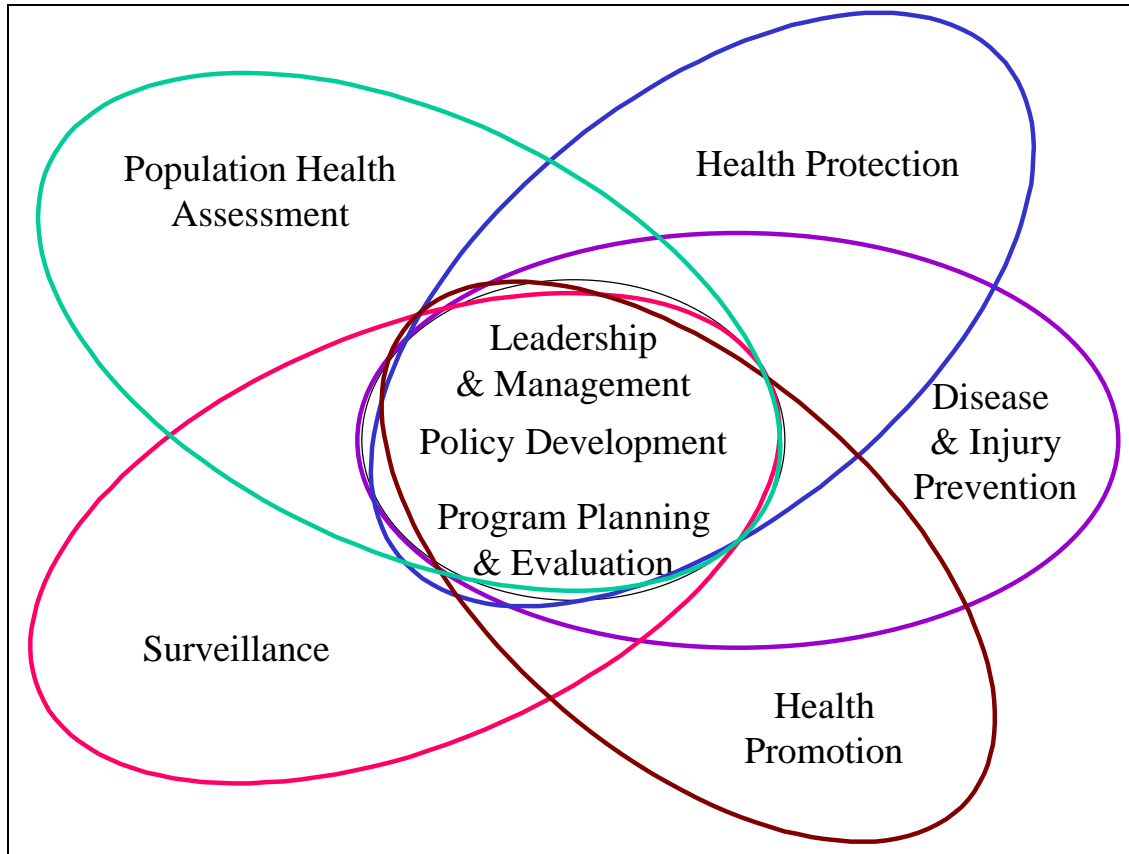 Population Health
Assessment
Health Protection
Leadership
& Management
Policy Development
Program Planning
& Evaluation
Disease
& Injury
Prevention
Surveillance
Health
Promotion